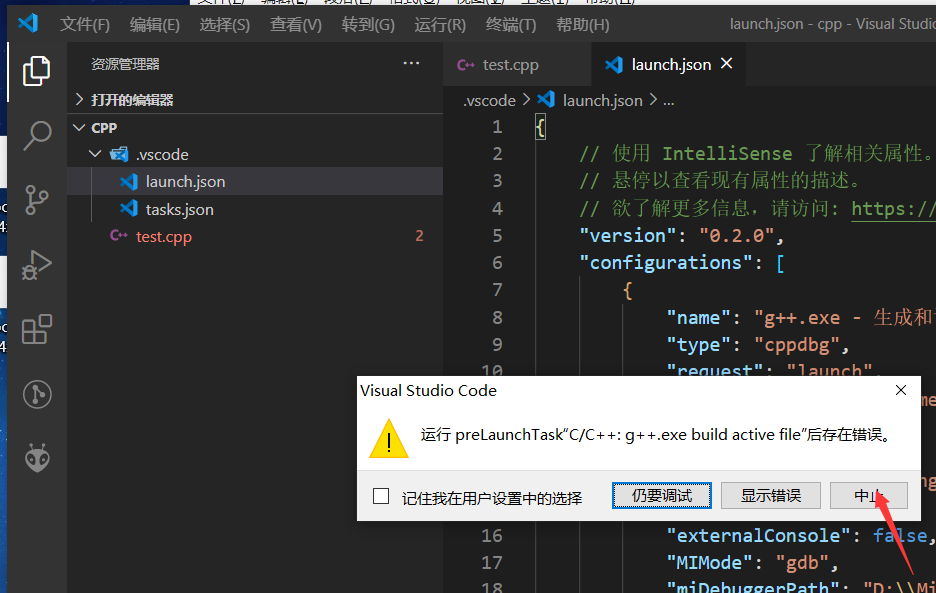 文件(F) 编辑(E) 选择(S) 查看(V) 转到(G) 运行(R) 终端(T) 帮助(H) launch.json - cpp - Visual Studio
资源管理器 ...
test.cpp
launch.json
打开的编辑器
.vscode > launch.json > ...
CPP
.vscode
launch.json
tasks.json
test.cpp 2
1 {
2 // 使用 IntelliSense 了解相关属性。
3 // 悬停以查看现有属性的描述。
4 // 欲了解更多信息，请访问: https://
5 "version": "0.2.0",
6 "configurations": [
7 {
8 "name": "g++.exe - 生成和
9 "type": "cppdbg",
10 "request": "launch",
Visual Studio Code
运行 preLaunchTask“C/C++: g++.exe build active file”后存在错误。
记住我在用户设置中的选择
仍要调试
显示错误
中止
16 "externalConsole": false,
17 "MIMode": "gdb",
18 "miDebuggerPath": "D:\\Mi